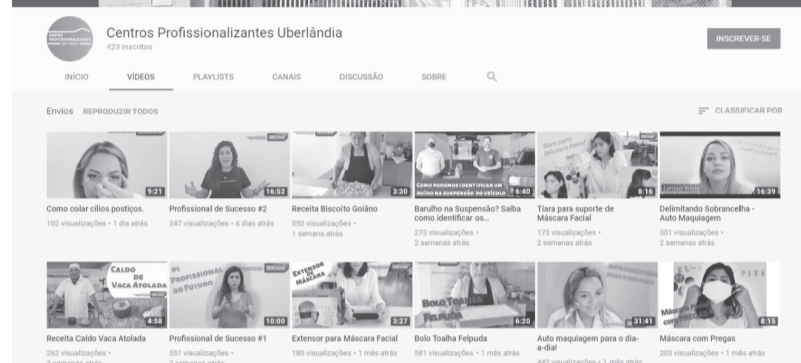 Centros Profissionalizantes Uberlândia
423 inscritos
INSCREVER-SE
INÍCIO VÍDEOS PLAYLISTS CANAIS DISCUSSÃO SOBRE
Envios REPRODUZIR TODOS CLASSIFICAR POR
9:21 16:52 3:30 COMO PODEMOS IDENTIFICAR UM RUÍDO NA SUSPENSÃO DO VEÍCULO 6:40 Tiara para Máscara Facial 8:16 Larissa 16:39
Como colar cílios postiços. Profissional de Sucesso #2 Receita Biscoito Goiâno Barulho na Suspensão? Saiba Tiara para suporte de Delimitando Sobrancelha -
como identificar os... Máscara Facial Auto Maquiagem
102 visualizações • 1 dia atrás 247 visualizações • 6 dias atrás 350 visualizações • 273 visualizações • 173 visualizações • 301 visualizações •
1 semana atrás 2 semanas atrás 2 semanas atrás 2 semanas atrás
CALDO DE VACA ATOLADA 4:58 #1 PROFISSIONAL DO FUTURO 10:00 EXTENSOR MÁSCARA 3:27 BOLO TOALHA FELPUDA 6:20 31:41 8:15
Receita Caldo Vaca Atolada Profissional de Sucesso #1 Extensor para Máscara Facial Bolo Toalha Felpuda Auto maquiagem para o dia- Máscara com Pregas
a-dia!
262 visualizações • 351 visualizações • 180 visualizações • 1 mês atrás 581 visualizações • 1 mês atrás 203 visualizações • 1 mês atrás